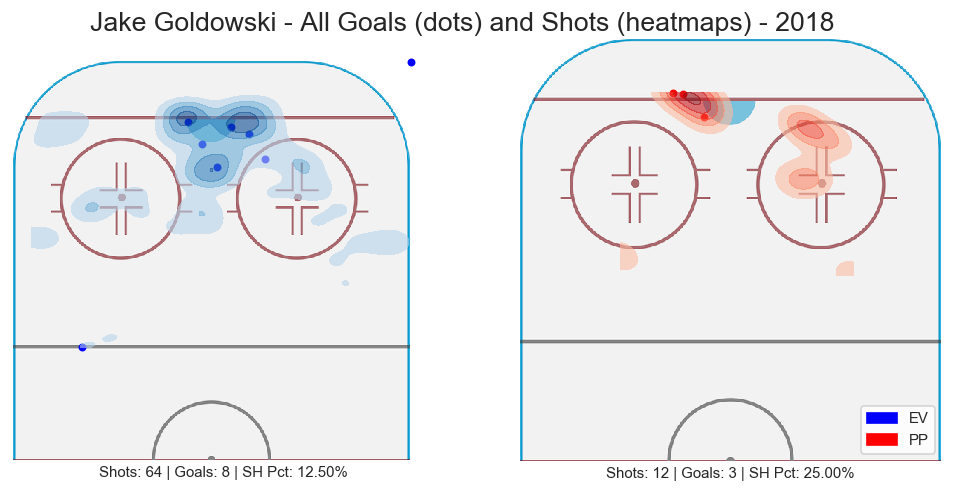 Jake Goldowski - All Goals (dots) and Shots (heatmaps) - 2018
EV
PP
Shots: 64 | Goals: 8 | SH Pct: 12.50%
Shots: 12 | Goals: 3 | SH Pct: 25.00%